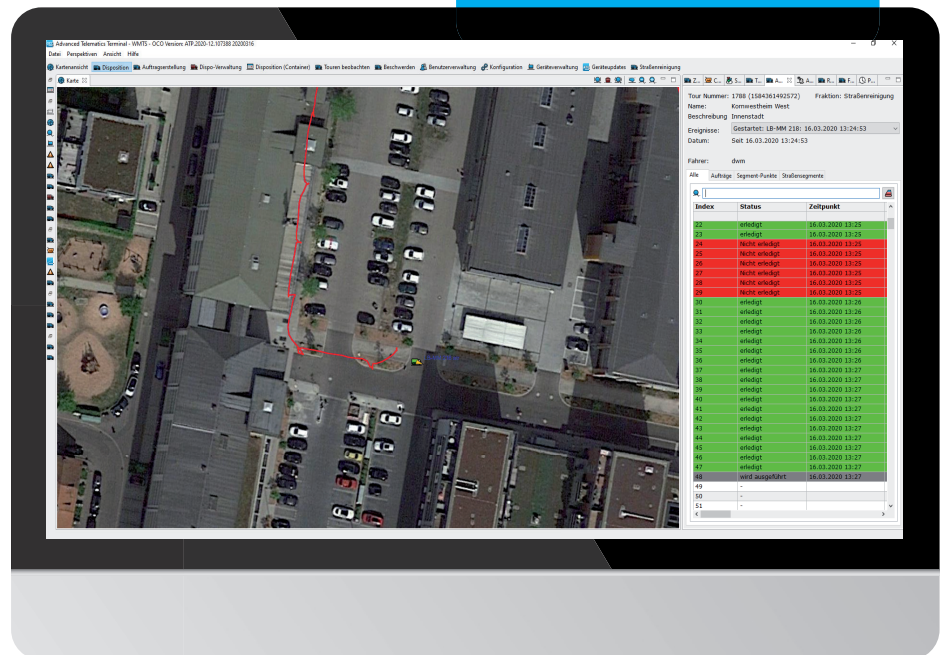 Advanced Telematics Terminal - WMTS - OCO Version: ATP.2020-12.107388 20200316
Datei Perspektiven Ansicht Hilfe
Kartenansicht Disposition Auftragserstellung Dispo-Verwaltung Disposition (Container) Touren beobachten Beschwerden Benutzerverwaltung Konfiguration Geräteverwaltung Geräteupdates Straßenreinigung
Karte
Z... C... S... T... A... A... R... F... P...
Tour Nummer: 1788 (1584361492572) Fraktion: Straßenreinigung
Name: Kornwestheim West
Beschreibung Innenstadt
Ereignisse: Gestartet: LB-MM 218: 16.03.2020 13:24:53
Datum: Seit 16.03.2020 13:24:53
Fahrer: dwm
Alle Aufträge Segment-Punkte Straßensegmente
Index Status Zeitpunkt
22 erledigt 16.03.2020 13:25
23 erledigt 16.03.2020 13:25
24 Nicht erledigt 16.03.2020 13:25
25 Nicht erledigt 16.03.2020 13:25
26 Nicht erledigt 16.03.2020 13:25
27 Nicht erledigt 16.03.2020 13:25
28 Nicht erledigt 16.03.2020 13:25
29 Nicht erledigt 16.03.2020 13:25
30 erledigt 16.03.2020 13:26
31 erledigt 16.03.2020 13:26
32 erledigt 16.03.2020 13:26
33 erledigt 16.03.2020 13:26
34 erledigt 16.03.2020 13:26
35 erledigt 16.03.2020 13:26
36 erledigt 16.03.2020 13:26
37 erledigt 16.03.2020 13:27
38 erledigt 16.03.2020 13:27
39 erledigt 16.03.2020 13:27
40 erledigt 16.03.2020 13:27
41 erledigt 16.03.2020 13:27
42 erledigt 16.03.2020 13:27
43 erledigt 16.03.2020 13:27
44 erledigt 16.03.2020 13:27
45 erledigt 16.03.2020 13:27
46 erledigt 16.03.2020 13:27
47 erledigt 16.03.2020 13:27
48 wird ausgeführt 16.03.2020 13:27
49 -
50 -
51 -